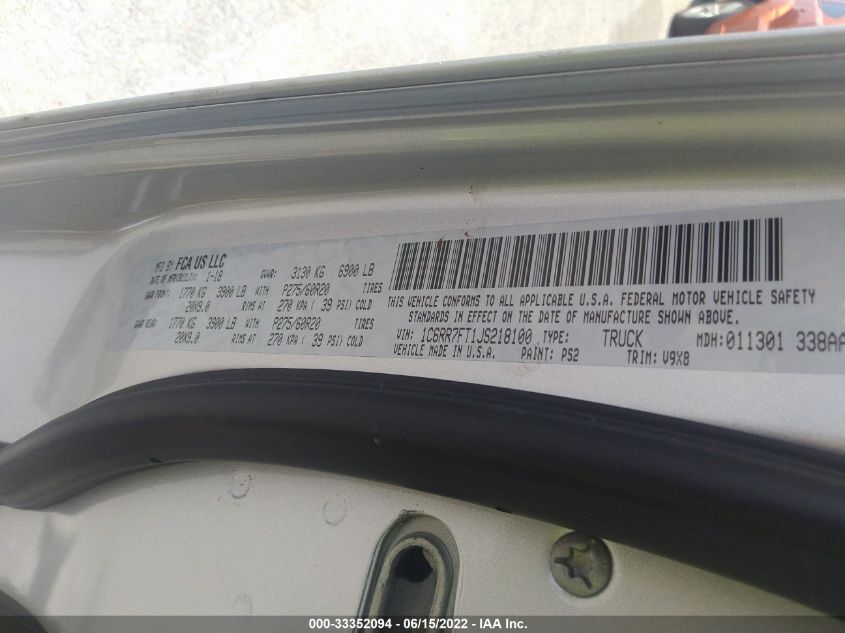 MFD BY: FCA US LLC
DATE OF MFR: 1-18 GVWR: 3130 KG 6900 LB
GAWR FRONT: 1770 KG 3900 LB WITH P275/60R20 TIRES
20X9.0 RIMS AT 270 KPA ( 39 PSI) COLD
GAWR REAR: 1770 KG 3900 LB WITH P275/60R20 TIRES
20X9.0 RIMS AT 270 KPA ( 39 PSI) COLD
THIS VEHICLE CONFORMS TO ALL APPLICABLE U.S.A. FEDERAL MOTOR VEHICLE SAFETY
STANDARDS IN EFFECT ON THE DATE OF MANUFACTURE SHOWN ABOVE.
VIN: 1C6RR7FT1JS218100 TYPE: TRUCK MDH: 011301 338AA
VEHICLE MADE IN U.S.A. PAINT: PS2 TRIM: V9X8
000-33352094 - 06/15/2022 - IAA Inc.